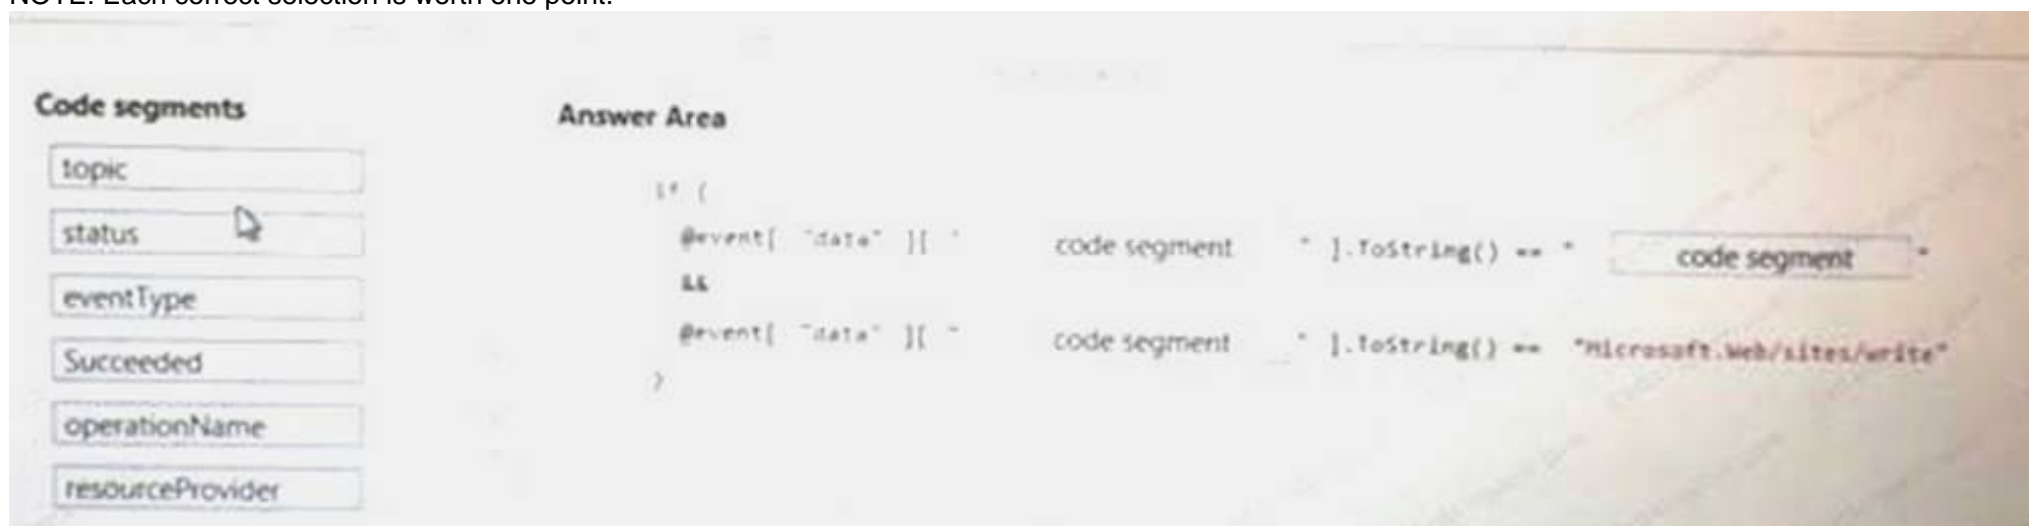 NOTE: Each correct selection is worth one point.
Code segments
topic
status
eventType
Succeeded
operationName
resourceProvider
Answer Area
if (
@event[ "data" ][ " code segment " ].ToString() == " code segment "
&&
@event[ "data" ][ " code segment " ].ToString() == "Microsoft.Web/sites/write"
)